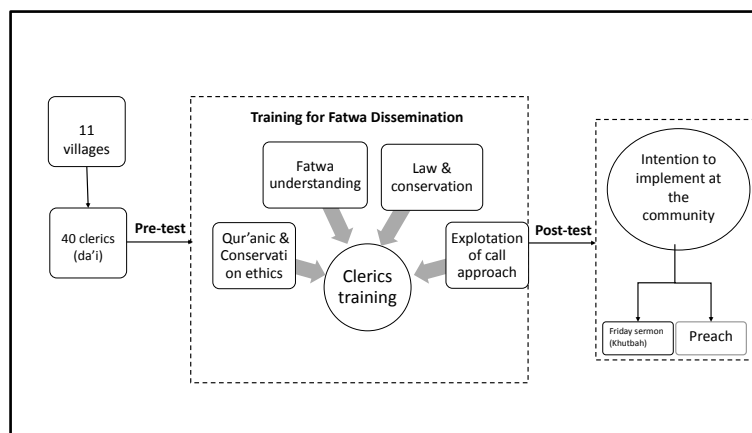 11
villages
40 clerics
(da'i)
Pre-test
Training for Fatwa Dissemination
Fatwa
understanding
Law &
conservation
Qur'anic &
Conservati
on ethics
Explotation
of call
approach
Clerics
training
Post-test
Intention to
implement at
the
community
Friday sermon
(Khutbah)
Preach